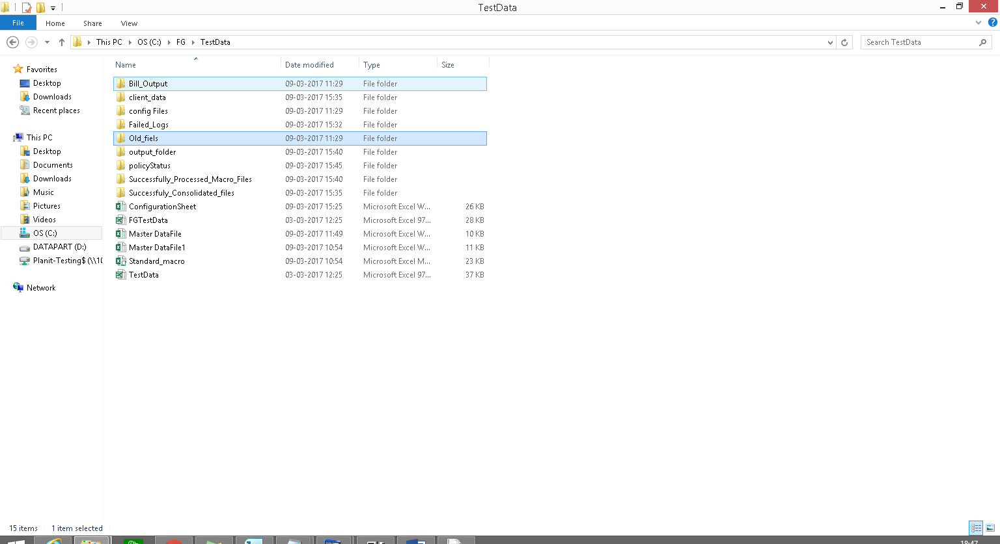 TestData
File Home Share View
This PC OS (C:) FG TestData
Search TestData
Name Date modified Type Size
Favorites
Desktop
Downloads
Recent places
This PC
Desktop
Documents
Downloads
Music
Pictures
Videos
OS (C:)
DATAPART (D:)
Planit-Testing$ (\\10
Network
Bill_Output 09-03-2017 11:29 File folder
client_data 09-03-2017 15:35 File folder
config Files 09-03-2017 11:29 File folder
Failed_Logs 09-03-2017 15:32 File folder
Old_fiels 09-03-2017 11:29 File folder
output_folder 09-03-2017 15:40 File folder
policyStatus 09-03-2017 15:45 File folder
Successfully_Processed_Macro_Files 09-03-2017 15:40 File folder
Successfuly_Consolidated_files 09-03-2017 15:35 File folder
ConfigurationSheet 09-03-2017 15:25 Microsoft Excel W... 26 KB
FGTestData 03-03-2017 12:25 Microsoft Excel 97... 28 KB
Master DataFile 09-03-2017 11:49 Microsoft Excel W... 10 KB
Master DataFile1 09-03-2017 10:54 Microsoft Excel W... 11 KB
Standard_macro 09-03-2017 10:54 Microsoft Excel M... 23 KB
TestData 03-03-2017 12:25 Microsoft Excel 97... 37 KB
15 items 1 item selected